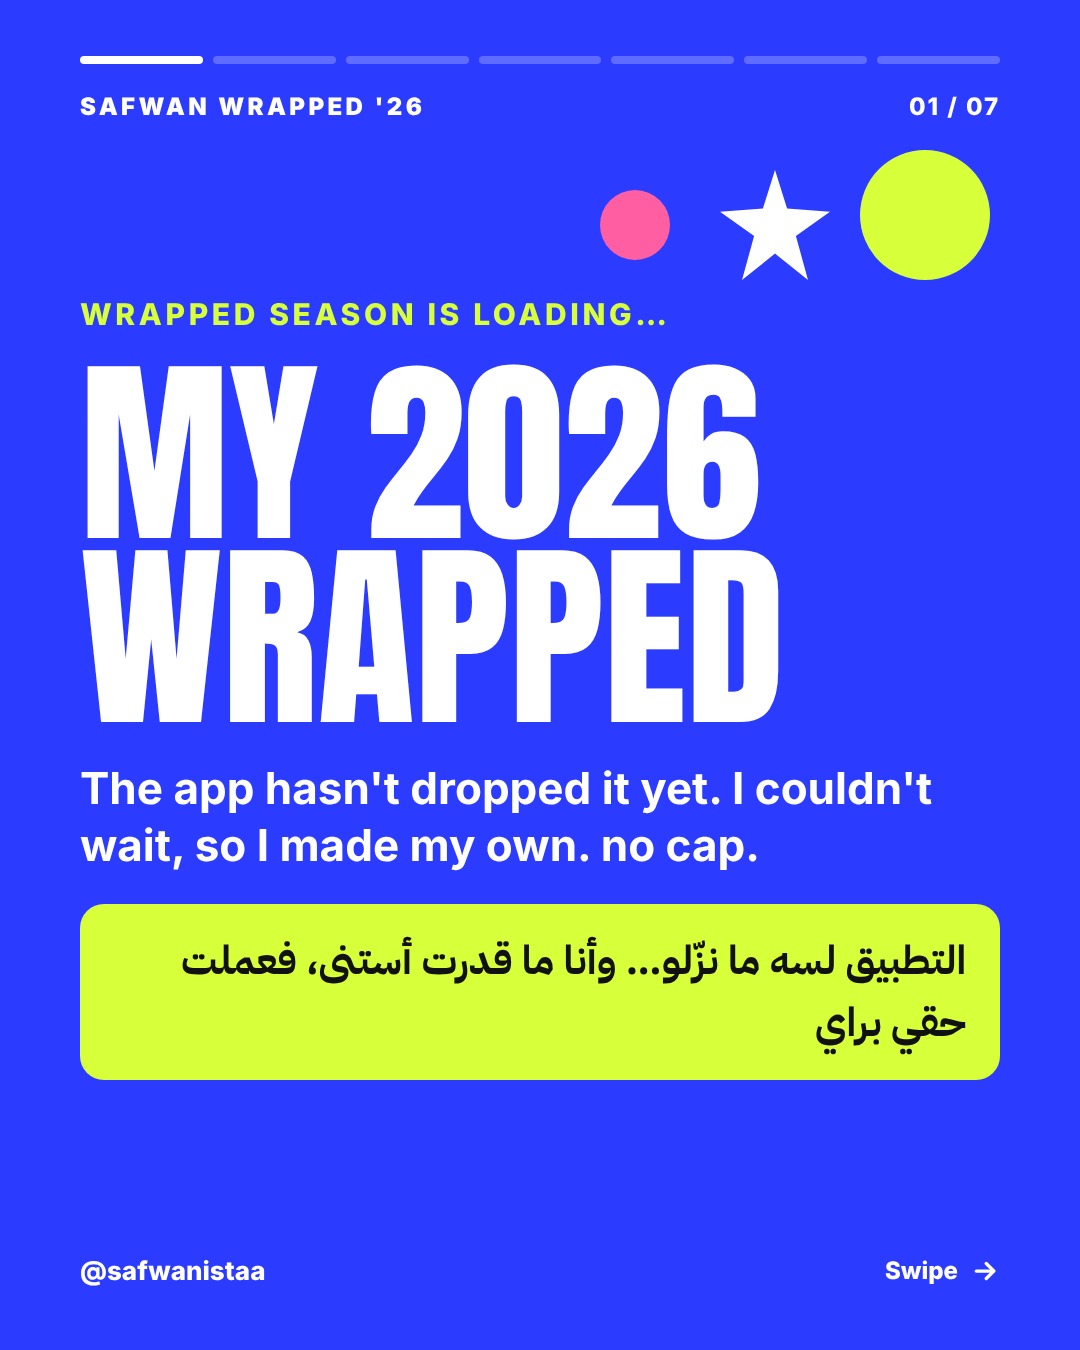 SAFWAN WRAPPED '26
01 / 07
WRAPPED SEASON IS LOADING...
MY 2026
WRAPPED
The app hasn't dropped it yet. I couldn't
wait, so I made my own. no cap.
التطبيق لسه ما نزّلو... وأنا ما قدرت أستنى، فعملت
حقي براي
@safwanistaa
Swipe →